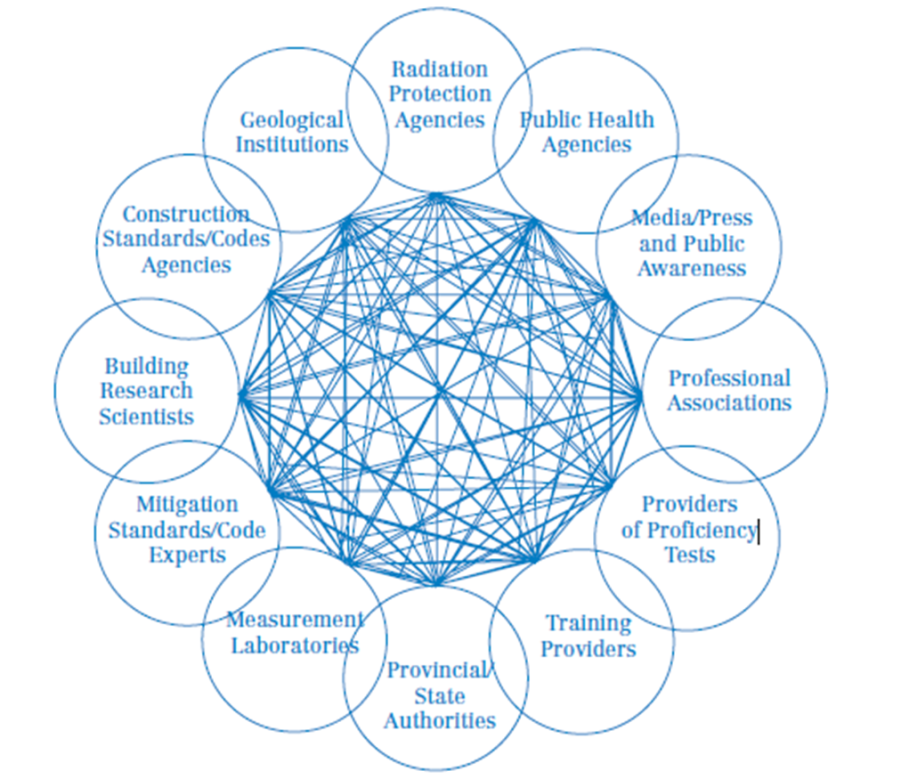 Radiation
Protection
Agencies
Public Health
Agencies
Media/Press
and Public
Awareness
Professional
Associations
Providers
of Proficiency
Tests
Training
Providers
Provincial/
State
Authorities
Measurement
Laboratories
Mitigation
Standards/Code
Experts
Building
Research
Scientists
Construction
Standards/Codes
Agencies
Geological
Institutions